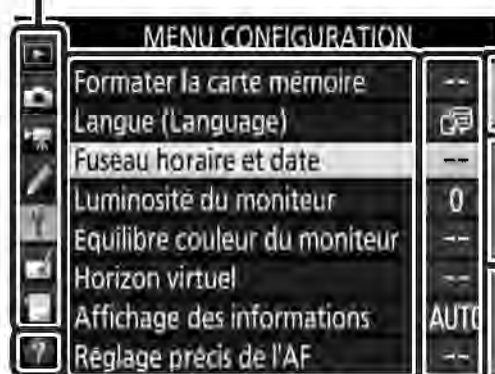 MENU CONFIGURATION
Formater la carte mémoire --
Langue (Language)
Fuseau horaire et date --
Luminosité du moniteur 0
Equilibre couleur du moniteur --
Horizon virtuel --
Affichage des informations AUTO
Réglage précis de l'AF --
?